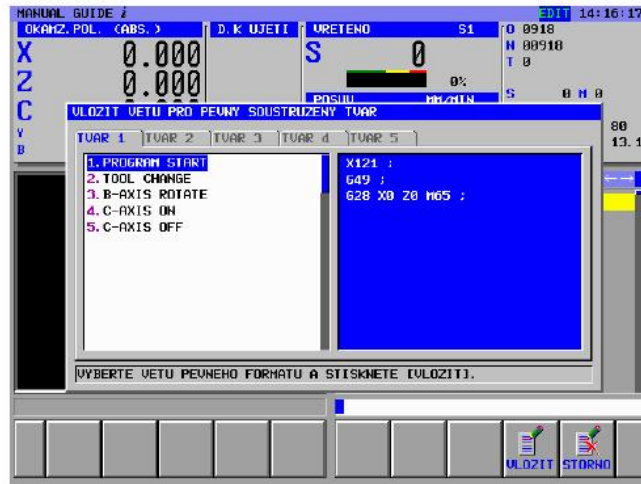 MANUAL GUIDE i
EDIT 14:16:17
OKAMZ.POL. (ABS.)
D.K UJETI
VRETENO S1
O 0918
N 00918
T 0
X 0.000
Z 0.000
C
Y
B
S 0
0%
POSUV MM/MIN
S 0 M 0
80
13.1
VLOZIT VETU PRO PEVNY SOUSTRUZENY TVAR
TVAR 1 TVAR 2 TVAR 3 TVAR 4 TVAR 5
1.PROGRAM START
2.TOOL CHANGE
3.B-AXIS ROTATE
4.C-AXIS ON
5.C-AXIS OFF
X121 ;
G49 ;
G28 X0 Z0 M65 ;
VYBERTE VETU PEVNEHO FORMATU A STISKNETE [VLOZIT].
VLOZIT STORNO